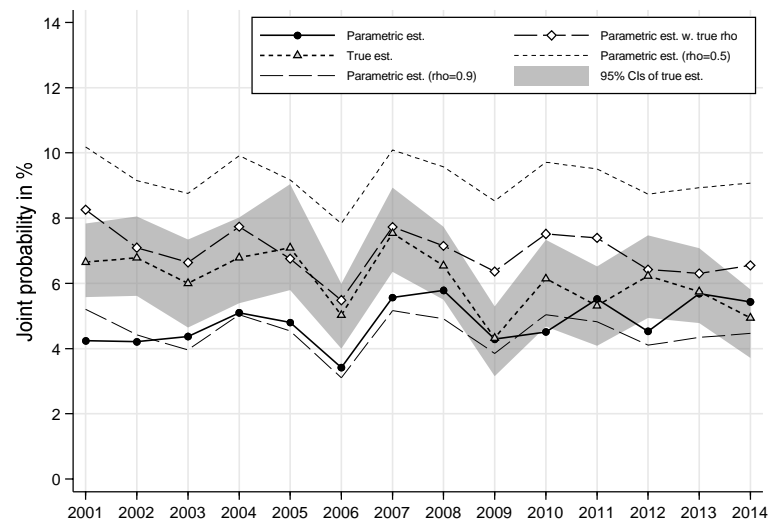 Parametric est.
Parametric est. w. true rho
True est.
Parametric est. (rho=0.5)
Parametric est. (rho=0.9)
95% CIs of true est.
Joint probability in %
14
12
10
8
6
4
2
0
2001 2002 2003 2004 2005 2006 2007 2008 2009 2010 2011 2012 2013 2014